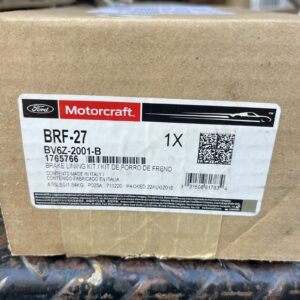 Ford
Motorcraft®
BRF-27
1X
BV6Z-2001-B
1765766
BRAKE LINING KIT / KIT DE FORRO DE FRENO
CONTENTS MADE IN ITALY /
CONTENIDO FABRICADO EN ITALIA
PACKED